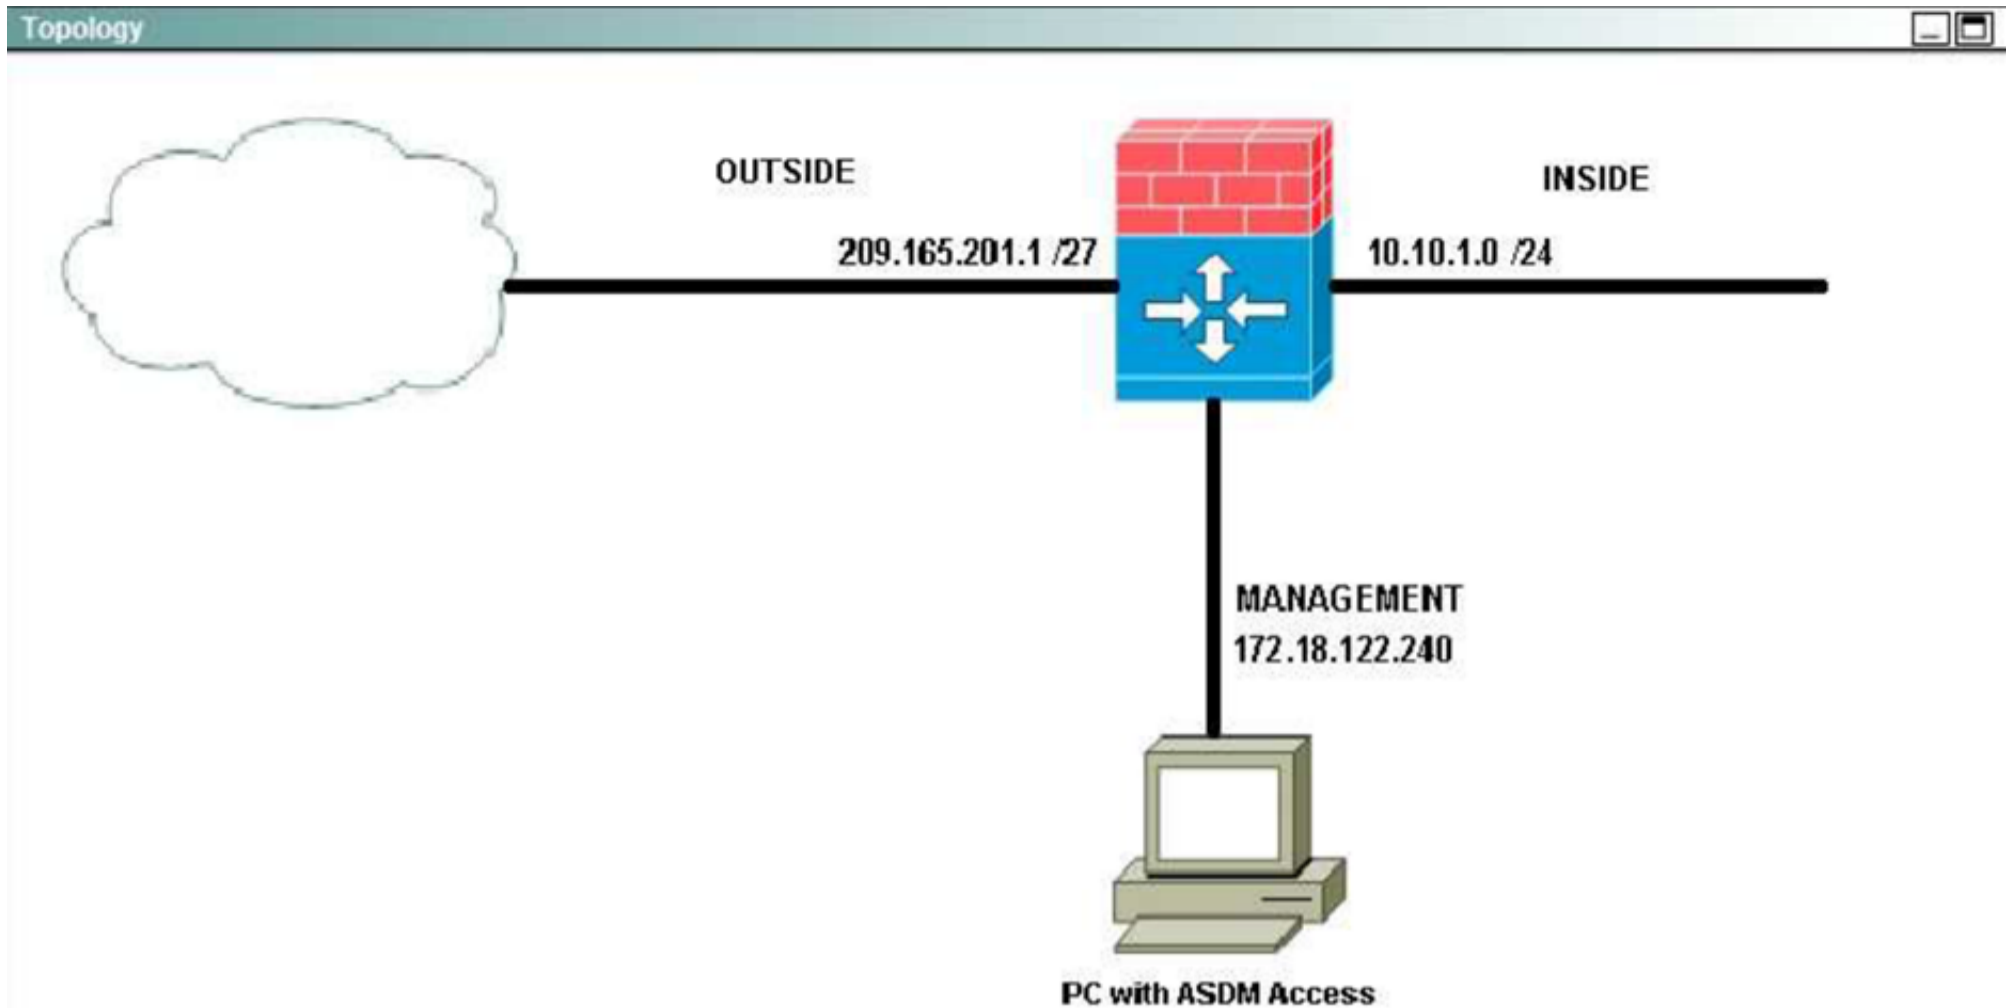 Topology
OUTSIDE
INSIDE
209.165.201.1 /27
10.10.1.0 /24
MANAGEMENT
172.18.122.240
PC with ASDM Access